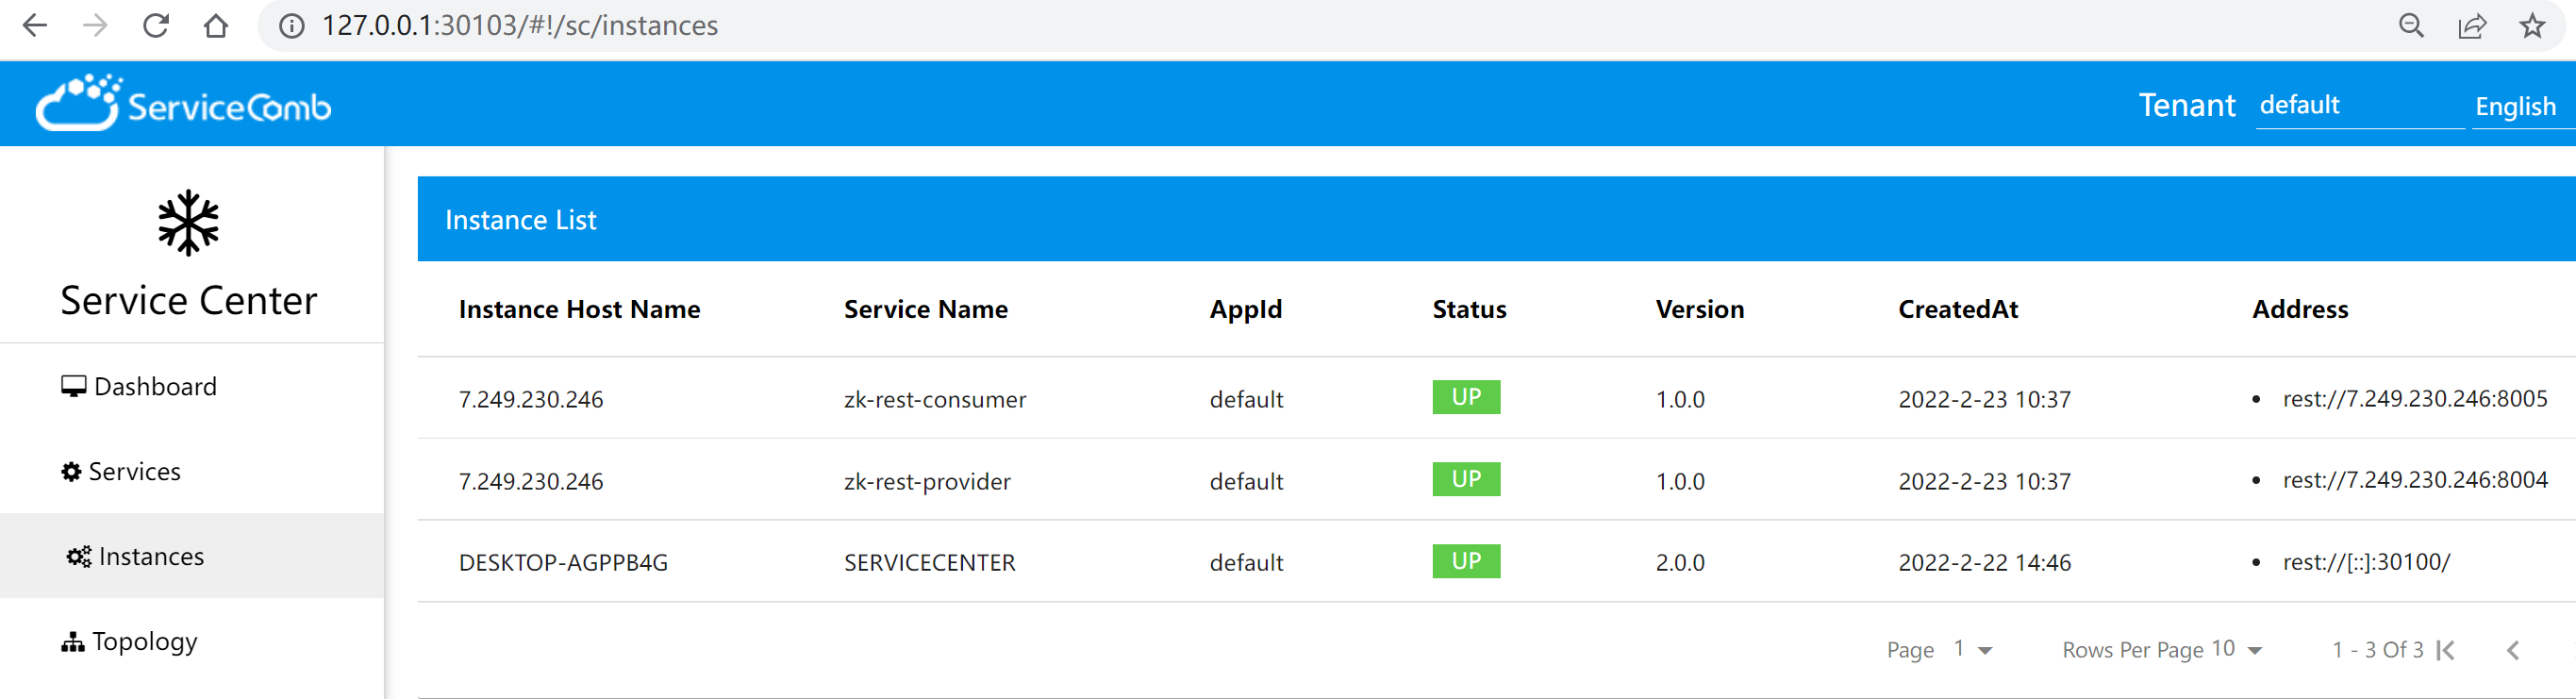 127.0.0.1:30103/#!/sc/instances
ServiceComb
Tenant default English
Service Center
Dashboard
Services
Instances
Topology
Instance List
Instance Host Name Service Name AppId Status Version CreatedAt Address
7.249.230.246 zk-rest-consumer default UP 1.0.0 2022-2-23 10:37 • rest://7.249.230.246:8005
7.249.230.246 zk-rest-provider default UP 1.0.0 2022-2-23 10:37 • rest://7.249.230.246:8004
DESKTOP-AGPPB4G SERVICECENTER default UP 2.0.0 2022-2-22 14:46 • rest://[::]:30100/
Page 1 Rows Per Page 10 1 - 3 Of 3